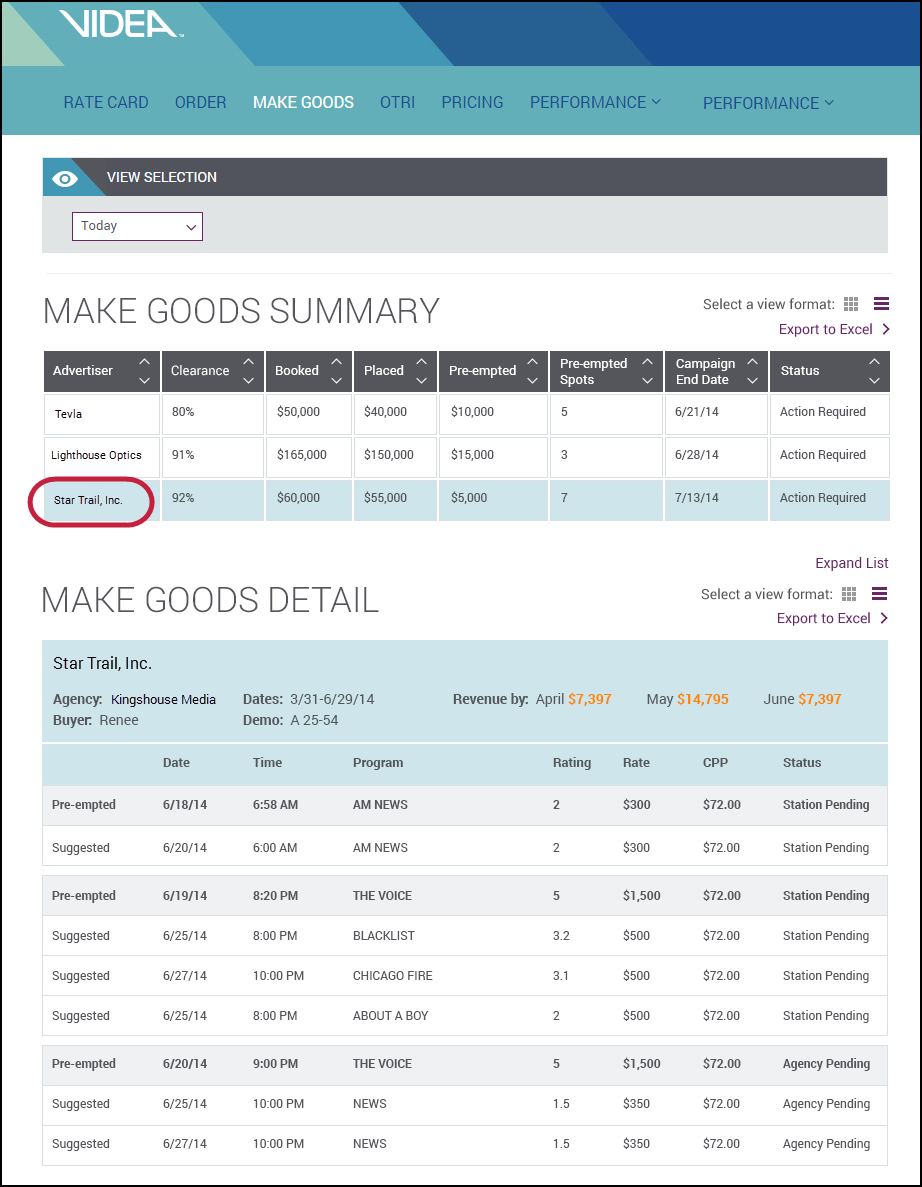 VIDEA™
RATE CARD ORDER MAKE GOODS OTRI PRICING PERFORMANCE PERFORMANCE
VIEW SELECTION
Today
MAKE GOODS SUMMARY
Select a view format:
Export to Excel
Advertiser Clearance Booked Placed Pre-empted Pre-empted Spots Campaign End Date Status
Tevla 80% $50,000 $40,000 $10,000 5 6/21/14 Action Required
Lighthouse Optics 91% $165,000 $150,000 $15,000 3 6/28/14 Action Required
Star Trail, Inc. 92% $60,000 $55,000 $5,000 7 7/13/14 Action Required
Expand List
MAKE GOODS DETAIL
Select a view format:
Export to Excel
Star Trail, Inc.
Agency: Kingshouse Media Dates: 3/31-6/29/14 Revenue by: April $7,397 May $14,795 June $7,397
Buyer: Renee Demo: A 25-54
Date Time Program Rating Rate CPP Status
Pre-empted 6/18/14 6:58 AM AM NEWS 2 $300 $72.00 Station Pending
Suggested 6/20/14 6:00 AM AM NEWS 2 $300 $72.00 Station Pending
Pre-empted 6/19/14 8:20 PM THE VOICE 5 $1,500 $72.00 Station Pending
Suggested 6/25/14 8:00 PM BLACKLIST 3.2 $500 $72.00 Station Pending
Suggested 6/27/14 10:00 PM CHICAGO FIRE 3.1 $500 $72.00 Station Pending
Suggested 6/25/14 8:00 PM ABOUT A BOY 2 $500 $72.00 Station Pending
Pre-empted 6/20/14 9:00 PM THE VOICE 5 $1,500 $72.00 Agency Pending
Suggested 6/25/14 10:00 PM NEWS 1.5 $350 $72.00 Agency Pending
Suggested 6/27/14 10:00 PM NEWS 1.5 $350 $72.00 Agency Pending